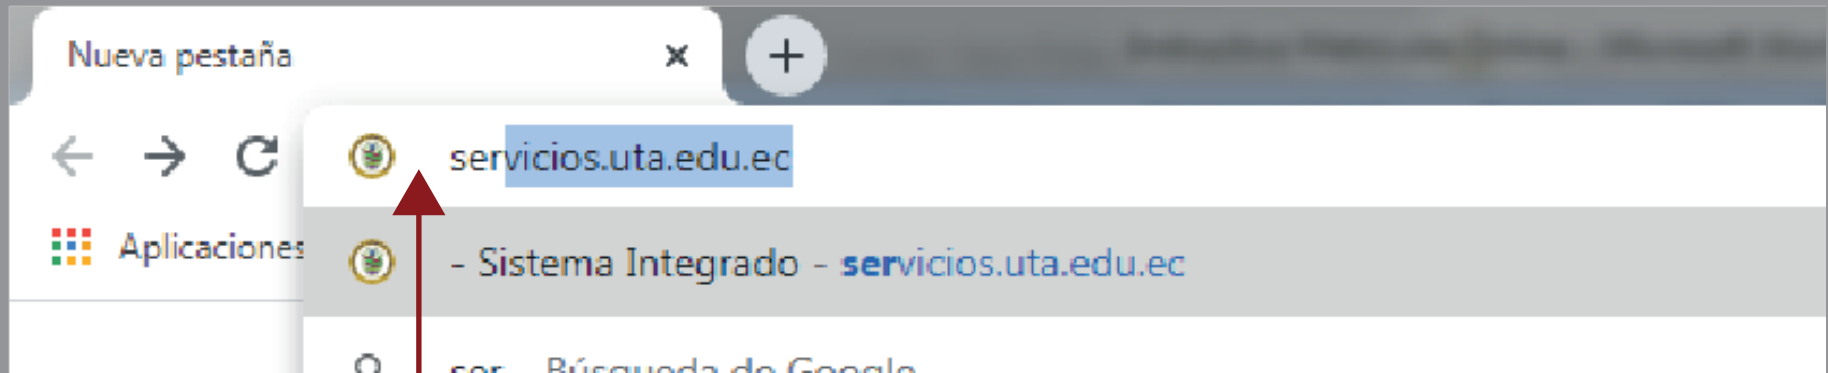 Nueva pestaña
servicios.uta.edu.ec
Aplicaciones
- Sistema Integrado - servicios.uta.edu.ec
ser - Búsqueda de Google